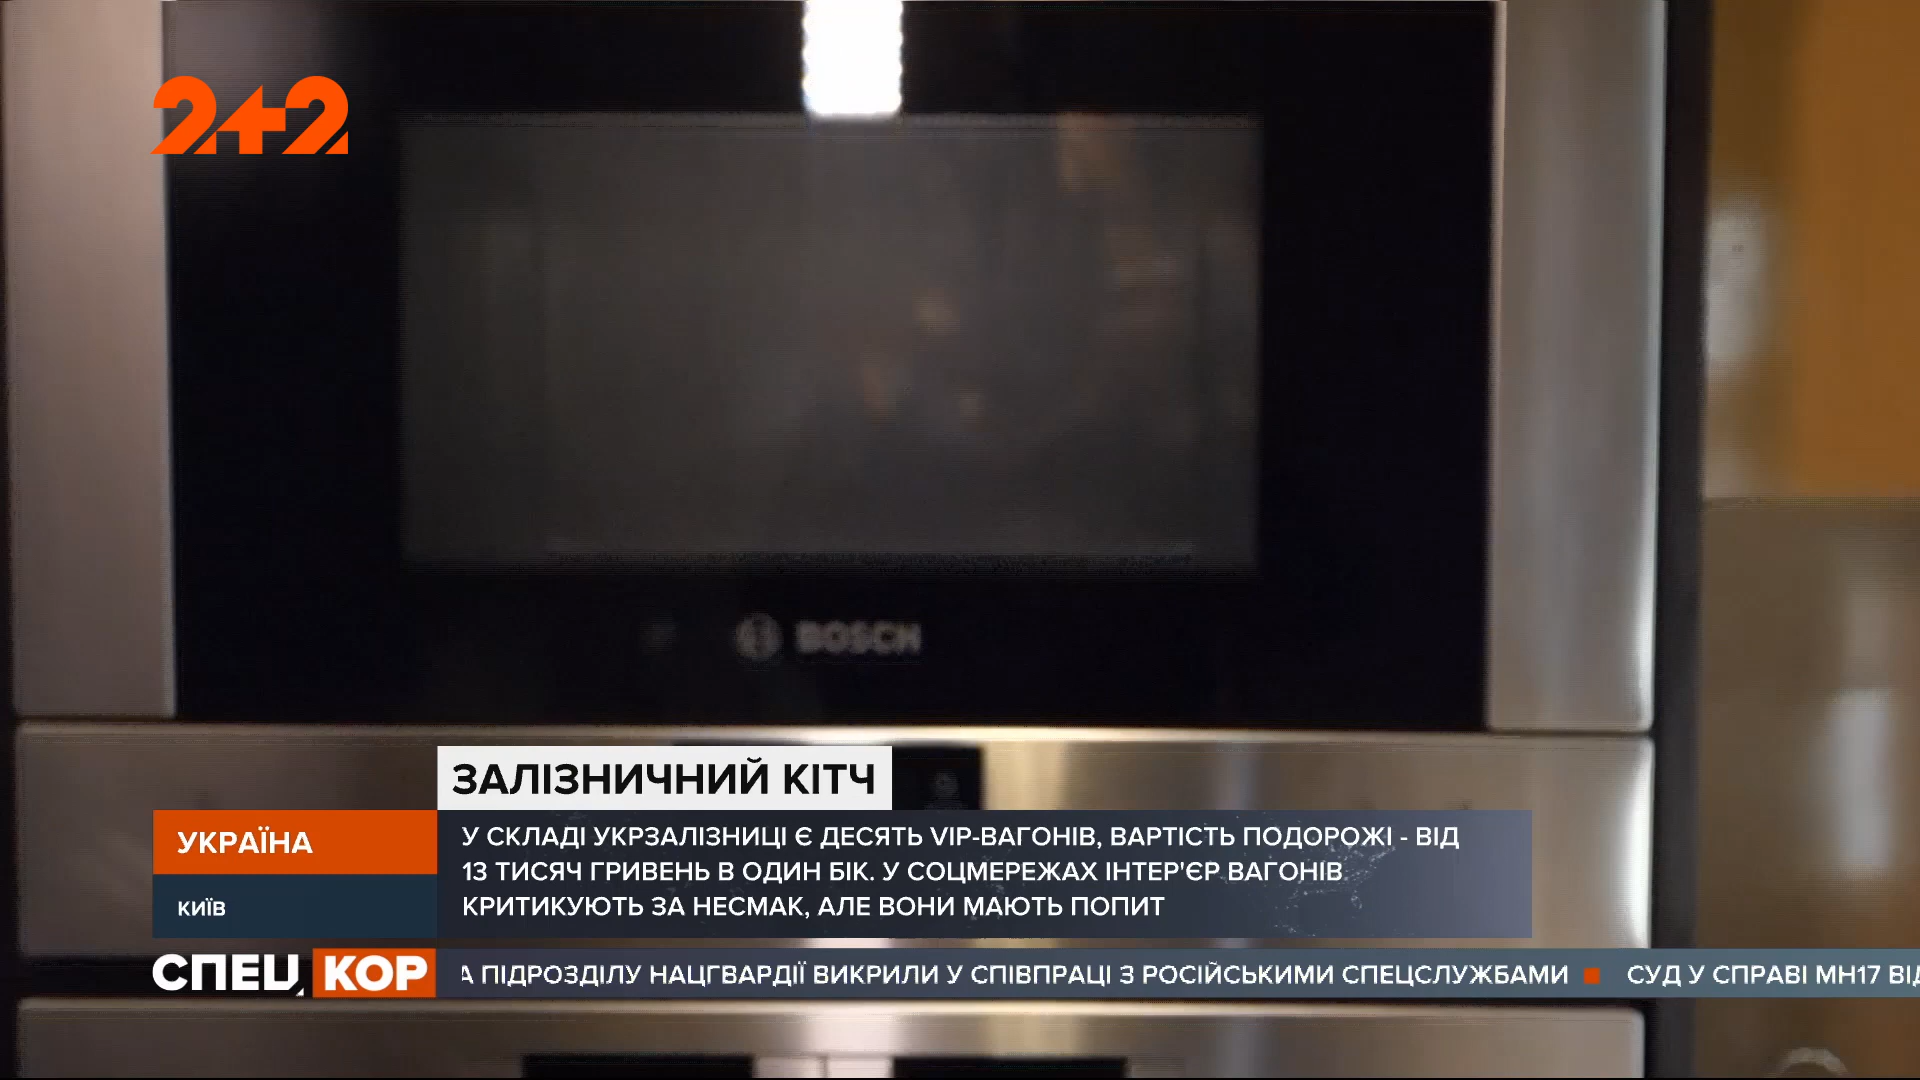 2+2
BOSCH
ЗАЛІЗНИЧНИЙ КІТЧ
УКРАЇНА
КИЇВ
У СКЛАДІ УКРЗАЛІЗНИЦІ Є ДЕСЯТЬ VIP-ВАГОНІВ, ВАРТІСТЬ ПОДОРОЖІ - ВІД
13 ТИСЯЧ ГРИВЕНЬ В ОДИН БІК. У СОЦМЕРЕЖАХ ІНТЕР'ЄР ВАГОНІВ
КРИТИКУЮТЬ ЗА НЕСМАК, АЛЕ ВОНИ МАЮТЬ ПОПИТ
СПЕЦКОР
А ПІДРОЗДІЛУ НАЦГВАРДІЇ ВИКРИЛИ У СПІВПРАЦІ З РОСІЙСЬКИМИ СПЕЦСЛУЖБАМИ ■ СУД У СПРАВІ MH17